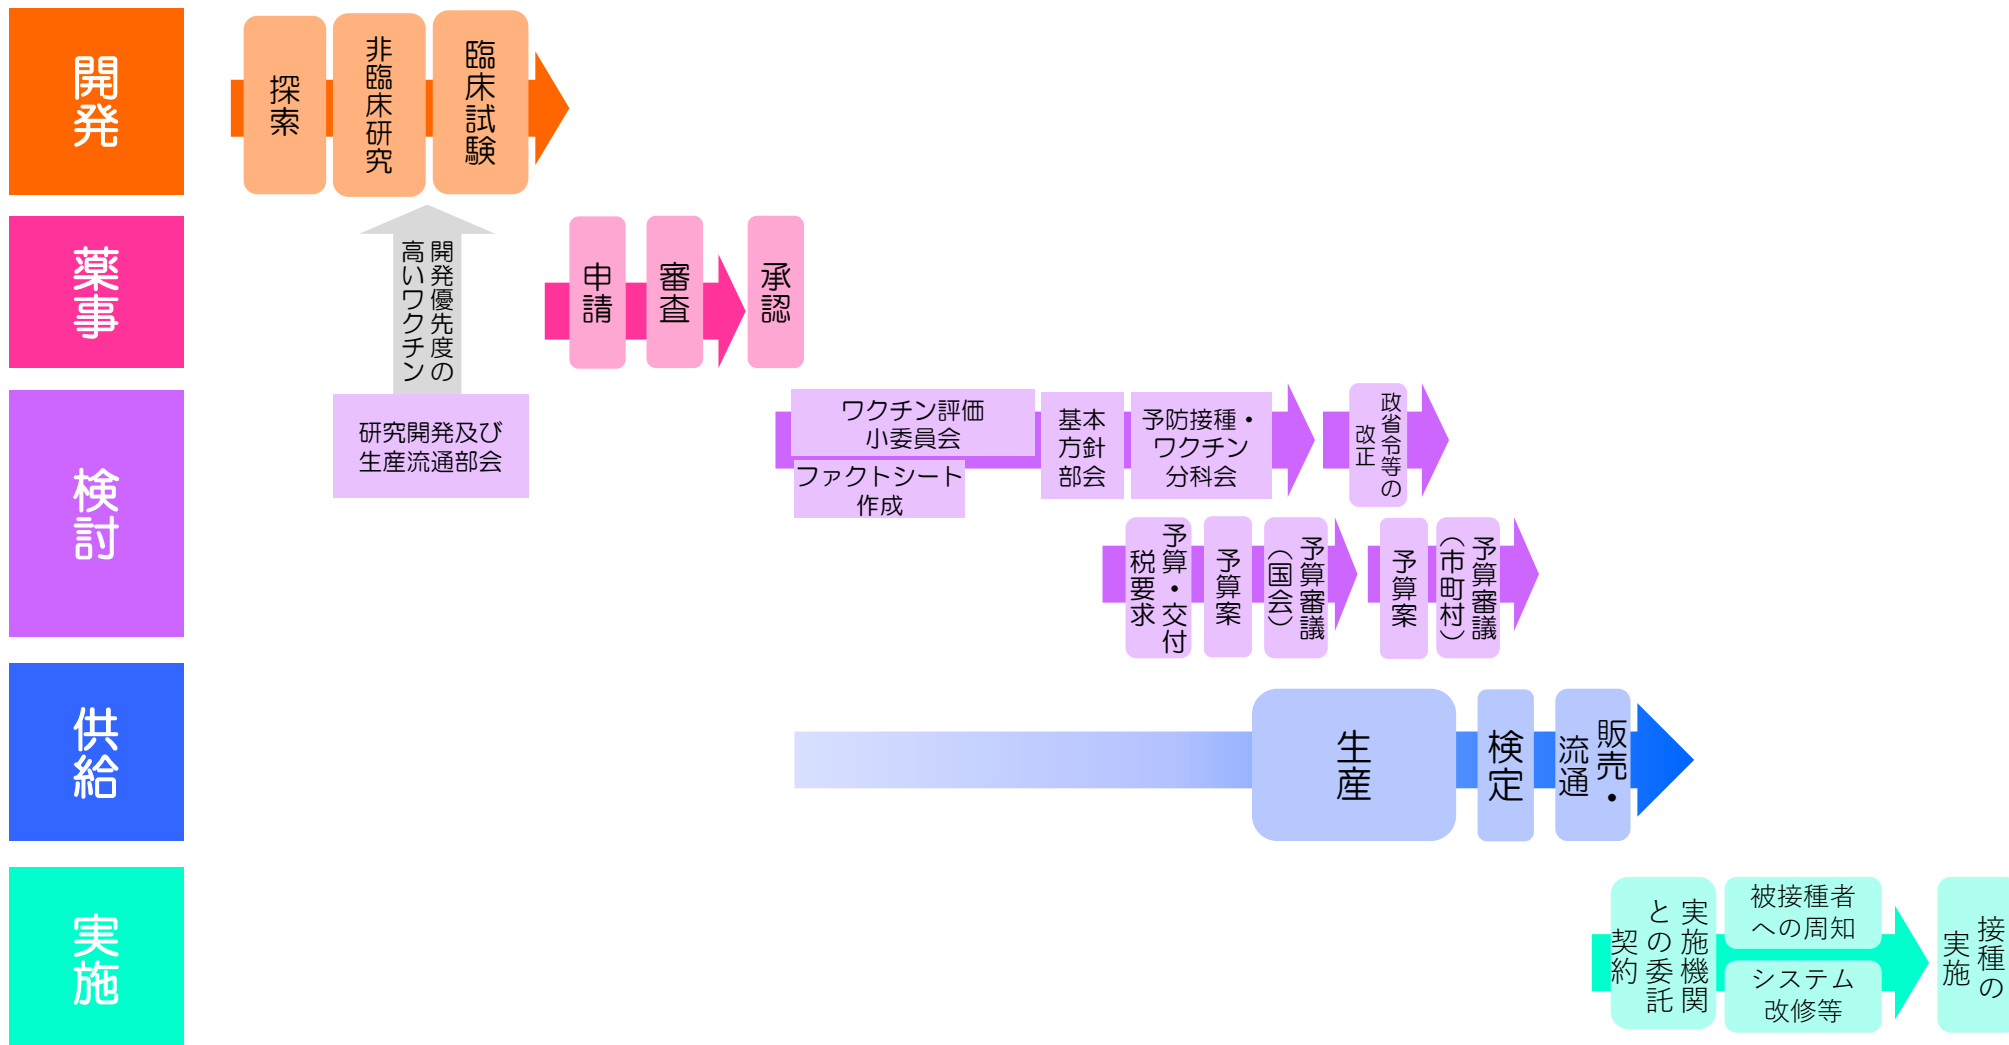 開発
探索
非臨床研究
臨床試験
薬事
開発優先度の
高いワクチン
申請
審査
承認
検討
研究開発及び
生産流通部会
ワクチン評価
小委員会
ファクトシート
作成
基本
方針
部会
予防接種・
ワクチン
分科会
政省令等の
改正
予算・交付
税要求
予算案
予算審議
（国会）
予算案
予算審議
（市町村）
供給
生産
検定
販売・
流通
実施
実施機関
との委託
契約
被接種者
への周知
システム
改修等
接種の
実施